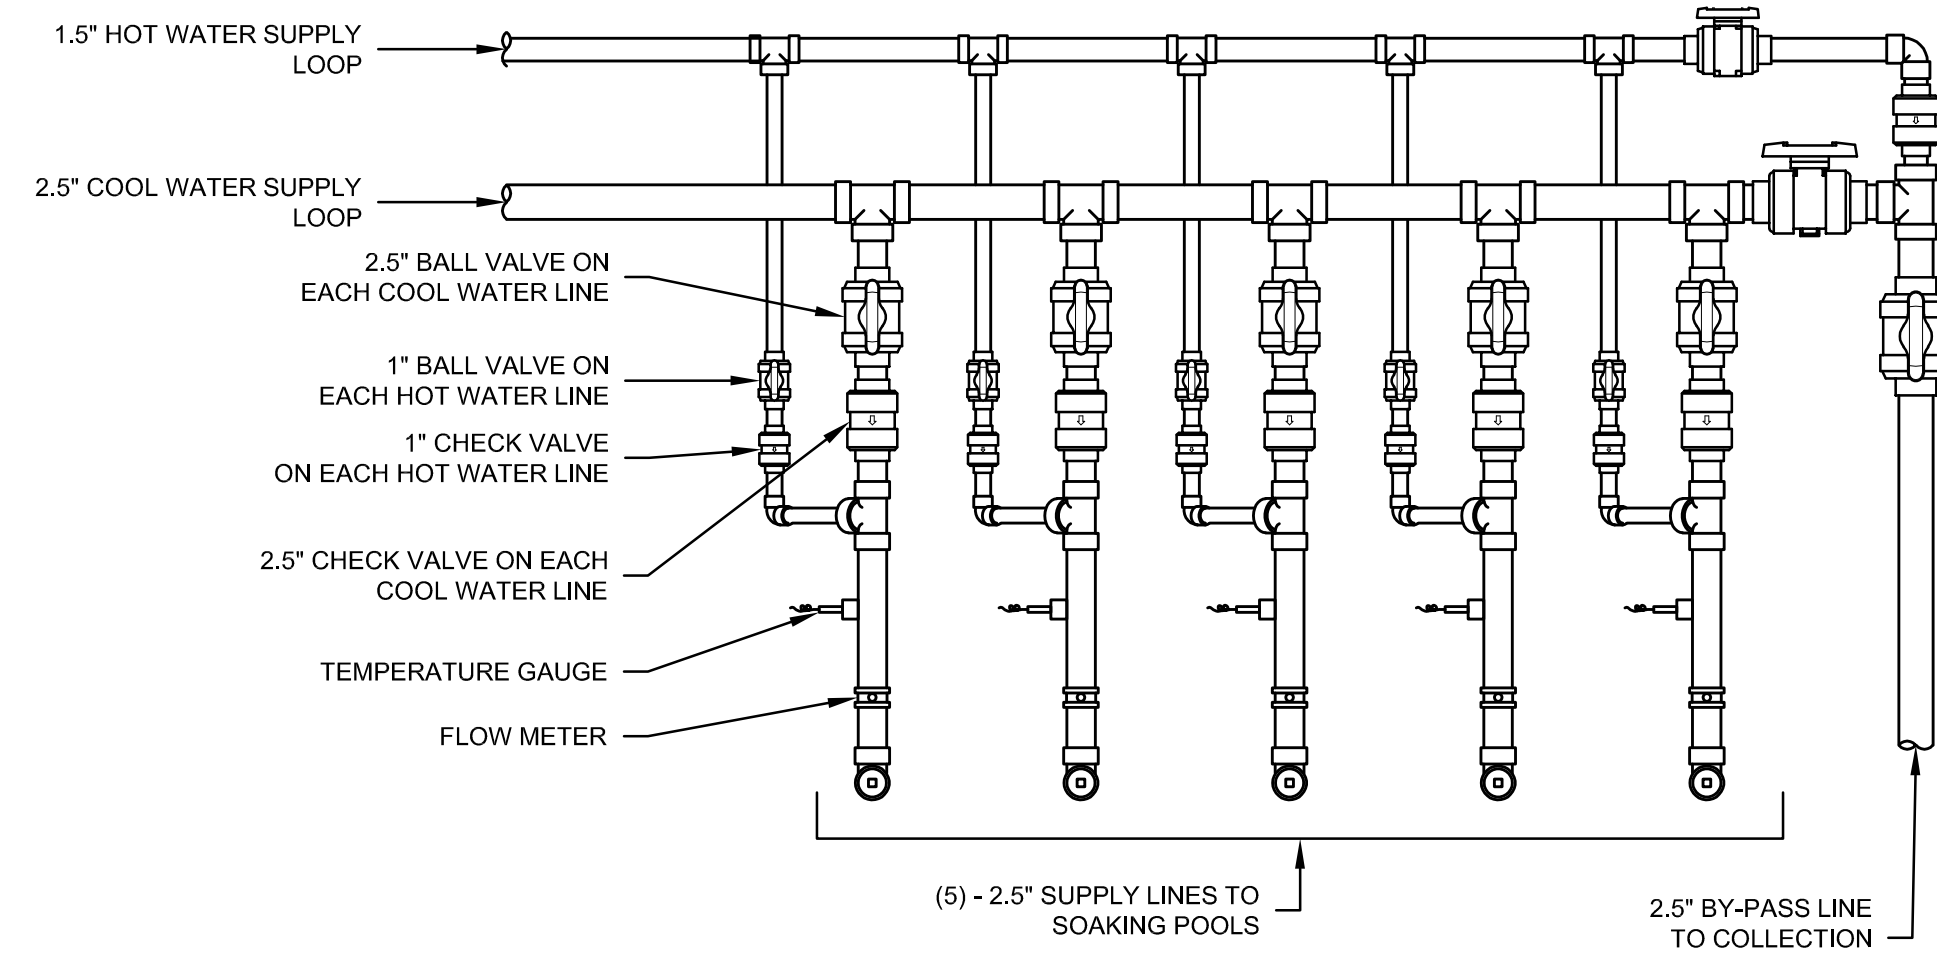 1.5" HOT WATER SUPPLY
LOOP
2.5" COOL WATER SUPPLY
LOOP
2.5" BALL VALVE ON
EACH COOL WATER LINE
1" BALL VALVE ON
EACH HOT WATER LINE
1" CHECK VALVE
ON EACH HOT WATER LINE
2.5" CHECK VALVE ON EACH
COOL WATER LINE
TEMPERATURE GAUGE
FLOW METER
(5) - 2.5" SUPPLY LINES TO
SOAKING POOLS
2.5" BY-PASS LINE
TO COLLECTION